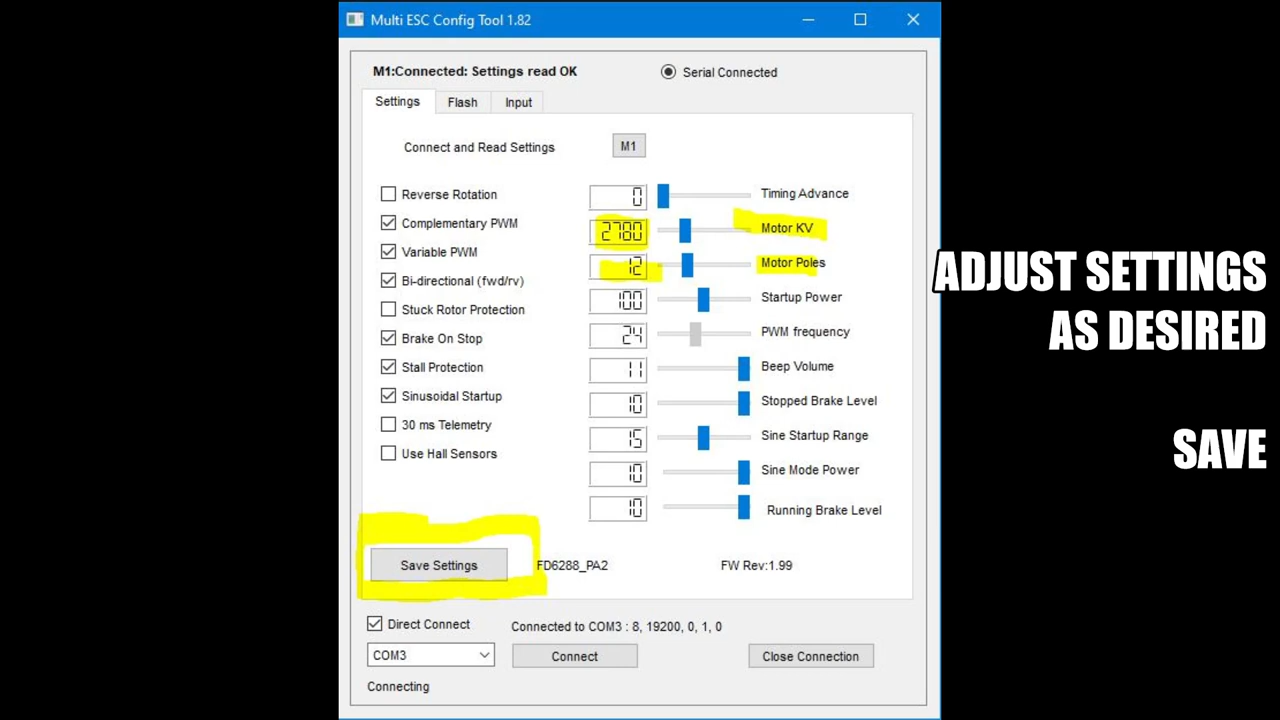 Multi ESC Config Tool 1.82
M1:Connected: Settings read OK
Serial Connected
Settings
Flash
Input
Connect and Read Settings
M1
Reverse Rotation
Complementary PWM
Variable PWM
Bi-directional (fwd/rv)
Stuck Rotor Protection
Brake On Stop
Stall Protection
Sinusoidal Startup
30 ms Telemetry
Use Hall Sensors
0 Timing Advance
2780 Motor KV
12 Motor Poles
100 Startup Power
24 PWM frequency
11 Beep Volume
10 Stopped Brake Level
15 Sine Startup Range
10 Sine Mode Power
10 Running Brake Level
Save Settings
FD6288_PA2
FW Rev:1.99
Direct Connect
Connected to COM3 : 8, 19200, 0, 1, 0
COM3
Connect
Close Connection
Connecting
ADJUST SETTINGS
AS DESIRED
SAVE